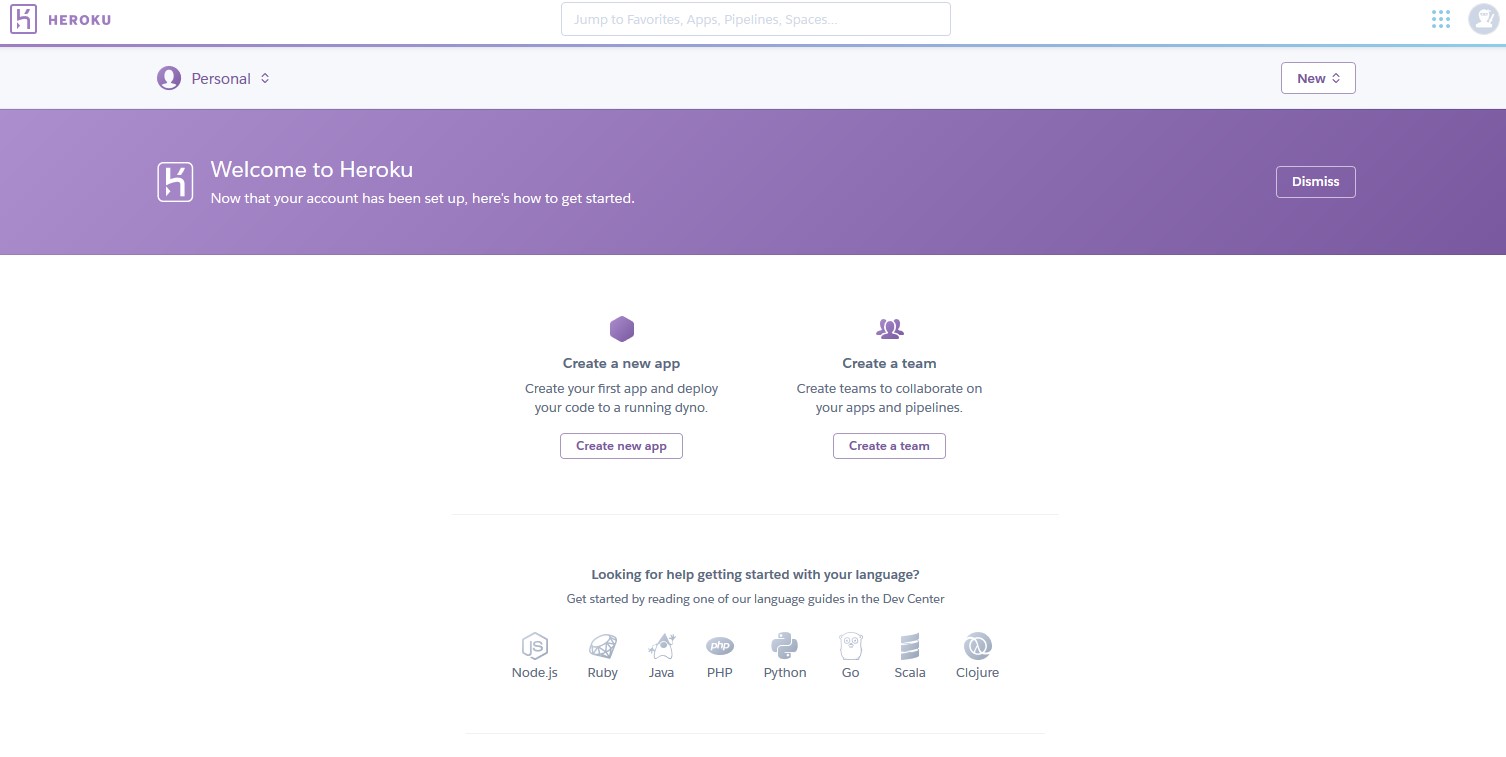 HEROKU
Jump to Favorites, Apps, Pipelines, Spaces...
Personal
New
Welcome to Heroku
Now that your account has been set up, here's how to get started.
Dismiss
Create a new app
Create your first app and deploy
your code to a running dyno.
Create new app
Create a team
Create teams to collaborate on
your apps and pipelines.
Create a team
Looking for help getting started with your language?
Get started by reading one of our language guides in the Dev Center
JS
php
Node.js
Ruby
Java
PHP
Python
Go
Scala
Clojure